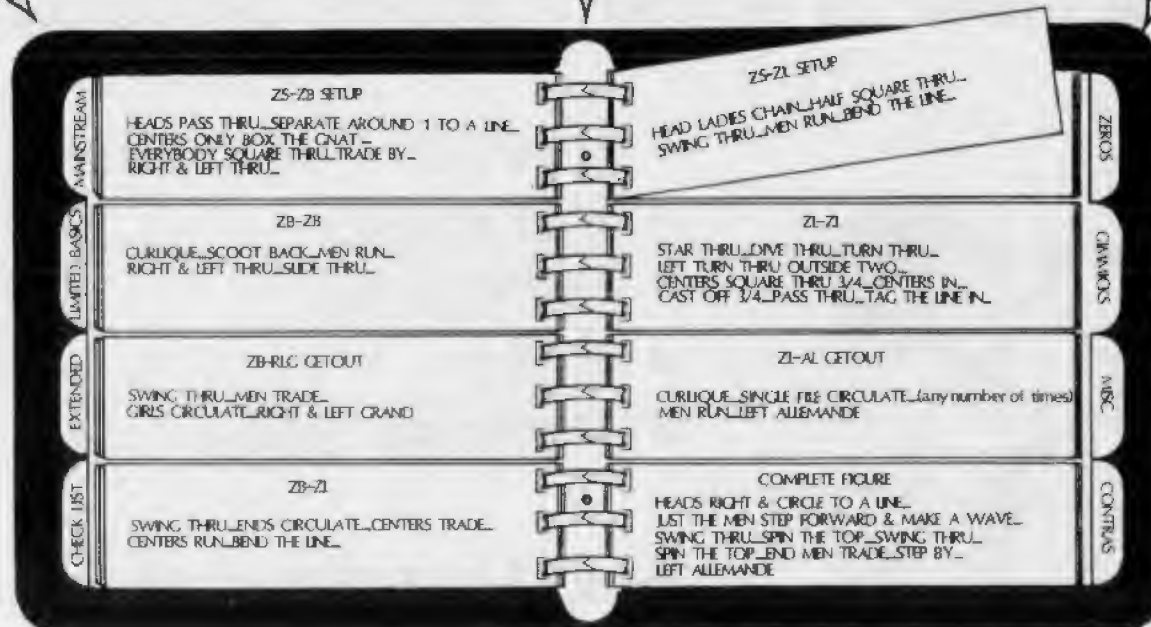 MAINSTREAM
LIMITED BASICS
EXTENDED
CHECK LIST
ZS-ZB SETUP
HEADS PASS THRU...SEPARATE AROUND 1 TO A LINE...
CENTERS ONLY BOX THE GNAT...
EVERYBODY SQUARE THRU...TRADE BY...
RIGHT & LEFT THRU...
ZB-ZB
CURLIQUE...SCOOT BACK...MEN RUN...
RIGHT & LEFT THRU...SLIDE THRU...
ZB-RLG GETOUT
SWING THRU...MEN TRADE...
GIRLS CIRCULATE...RIGHT & LEFT GRAND
ZB-ZL
SWING THRU...ENDS CIRCULATE...CENTERS TRADE...
CENTERS RUN...BEND THE LINE...
ZS-ZL SETUP
HEAD LADIES CHAIN...HALF SQUARE THRU...
SWING THRU...MEN RUN...BEND THE LINE...
ZL-ZL
STAR THRU...DIVE THRU...TURN THRU...
LEFT TURN THRU OUTSIDE TWO...
CENTERS SQUARE THRU 3/4...CENTERS IN...
CAST OFF 3/4...PASS THRU...TAG THE LINE IN...
ZL-AL GETOUT
CURLIQUE...SINGLE FILE CIRCULATE...(any number of times)
MEN RUN...LEFT ALLEMANDE
COMPLETE FIGURE
HEADS RIGHT & CIRCLE TO A LINE...
JUST THE MEN STEP FORWARD & MAKE A WAVE...
SWING THRU...SPIN THE TOP...SWING THRU...
SPIN THE TOP...END MEN TRADE...STEP BY...
LEFT ALLEMANDE
ZEROS
GIMMICKS
MISC
CONTRAS